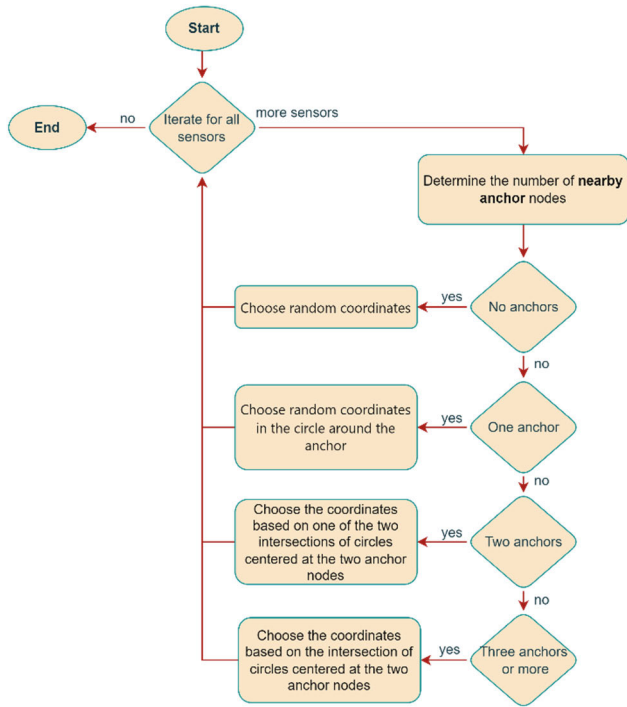 Start
Iterate for all
sensors
no
End
more sensors
Determine the number of nearby
anchor nodes
No anchors
yes
Choose random coordinates
no
One anchor
yes
Choose random coordinates
in the circle around the
anchor
no
Two anchors
yes
Choose the coordinates
based on one of the two
intersections of circles
centered at the two anchor
nodes
no
Three anchors
or more
yes
Choose the coordinates
based on the intersection of
circles centered at the two
anchor nodes